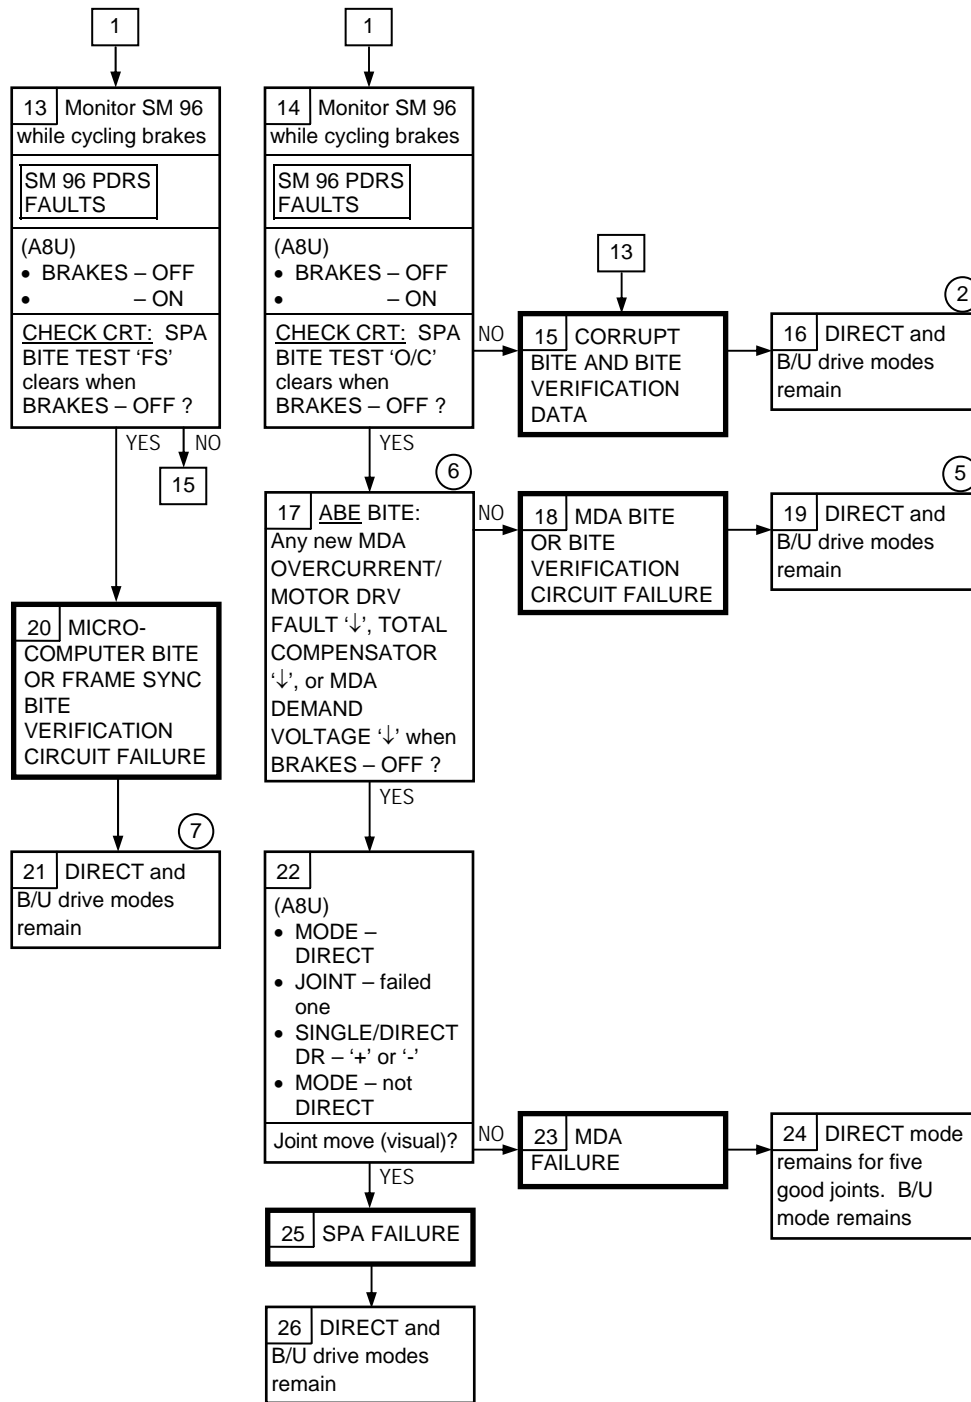 1
13 Monitor SM 96
while cycling brakes
SM 96 PDRS
FAULTS
(A8U)
• BRAKES – OFF
• – ON
CHECK CRT: SPA
BITE TEST ‘FS’
clears when
BRAKES – OFF ?
YES
NO
15
20 MICRO-
COMPUTER BITE
OR FRAME SYNC
BITE
VERIFICATION
CIRCUIT FAILURE
7
21 DIRECT and
B/U drive modes
remain
1
14 Monitor SM 96
while cycling brakes
SM 96 PDRS
FAULTS
(A8U)
• BRAKES – OFF
• – ON
CHECK CRT: SPA
BITE TEST ‘O/C’
clears when
BRAKES – OFF ?
NO
YES
13
15 CORRUPT
BITE AND BITE
VERIFICATION
DATA
2
16 DIRECT and
B/U drive modes
remain
6
17 ABE BITE:
Any new MDA
OVERCURRENT/
MOTOR DRV
FAULT ‘↓’, TOTAL
COMPENSATOR
‘↓’, or MDA
DEMAND
VOLTAGE ‘↓’ when
BRAKES – OFF ?
NO
YES
18 MDA BITE
OR BITE
VERIFICATION
CIRCUIT FAILURE
5
19 DIRECT and
B/U drive modes
remain
22
(A8U)
• MODE –
DIRECT
• JOINT – failed
one
• SINGLE/DIRECT
DR – ‘+’ or ‘-’
• MODE – not
DIRECT
Joint move (visual)?
NO
YES
23 MDA
FAILURE
24 DIRECT mode
remains for five
good joints. B/U
mode remains
25 SPA FAILURE
26 DIRECT and
B/U drive modes
remain